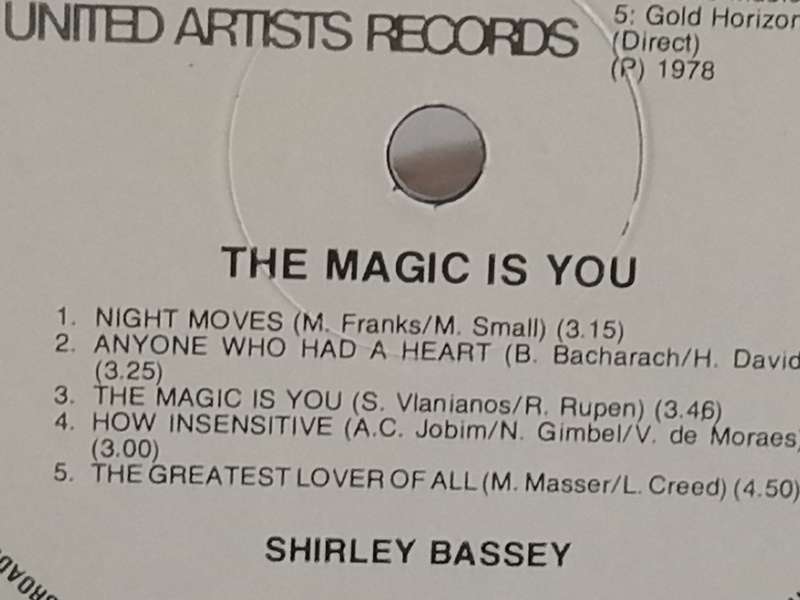 UNITED ARTISTS RECORDS
5: Gold Horizon
(Direct)
(P) 1978
THE MAGIC IS YOU
1. NIGHT MOVES (M. Franks/M. Small) (3.15)
2. ANYONE WHO HAD A HEART (B. Bacharach/H. David
(3.25)
3. THE MAGIC IS YOU (S. Vlanianos/R. Rupen) (3.46)
4. HOW INSENSITIVE (A.C. Jobim/N. Gimbel/V. de Moraes)
(3.00)
5. THE GREATEST LOVER OF ALL (M. Masser/L. Creed) (4.50)
SHIRLEY BASSEY